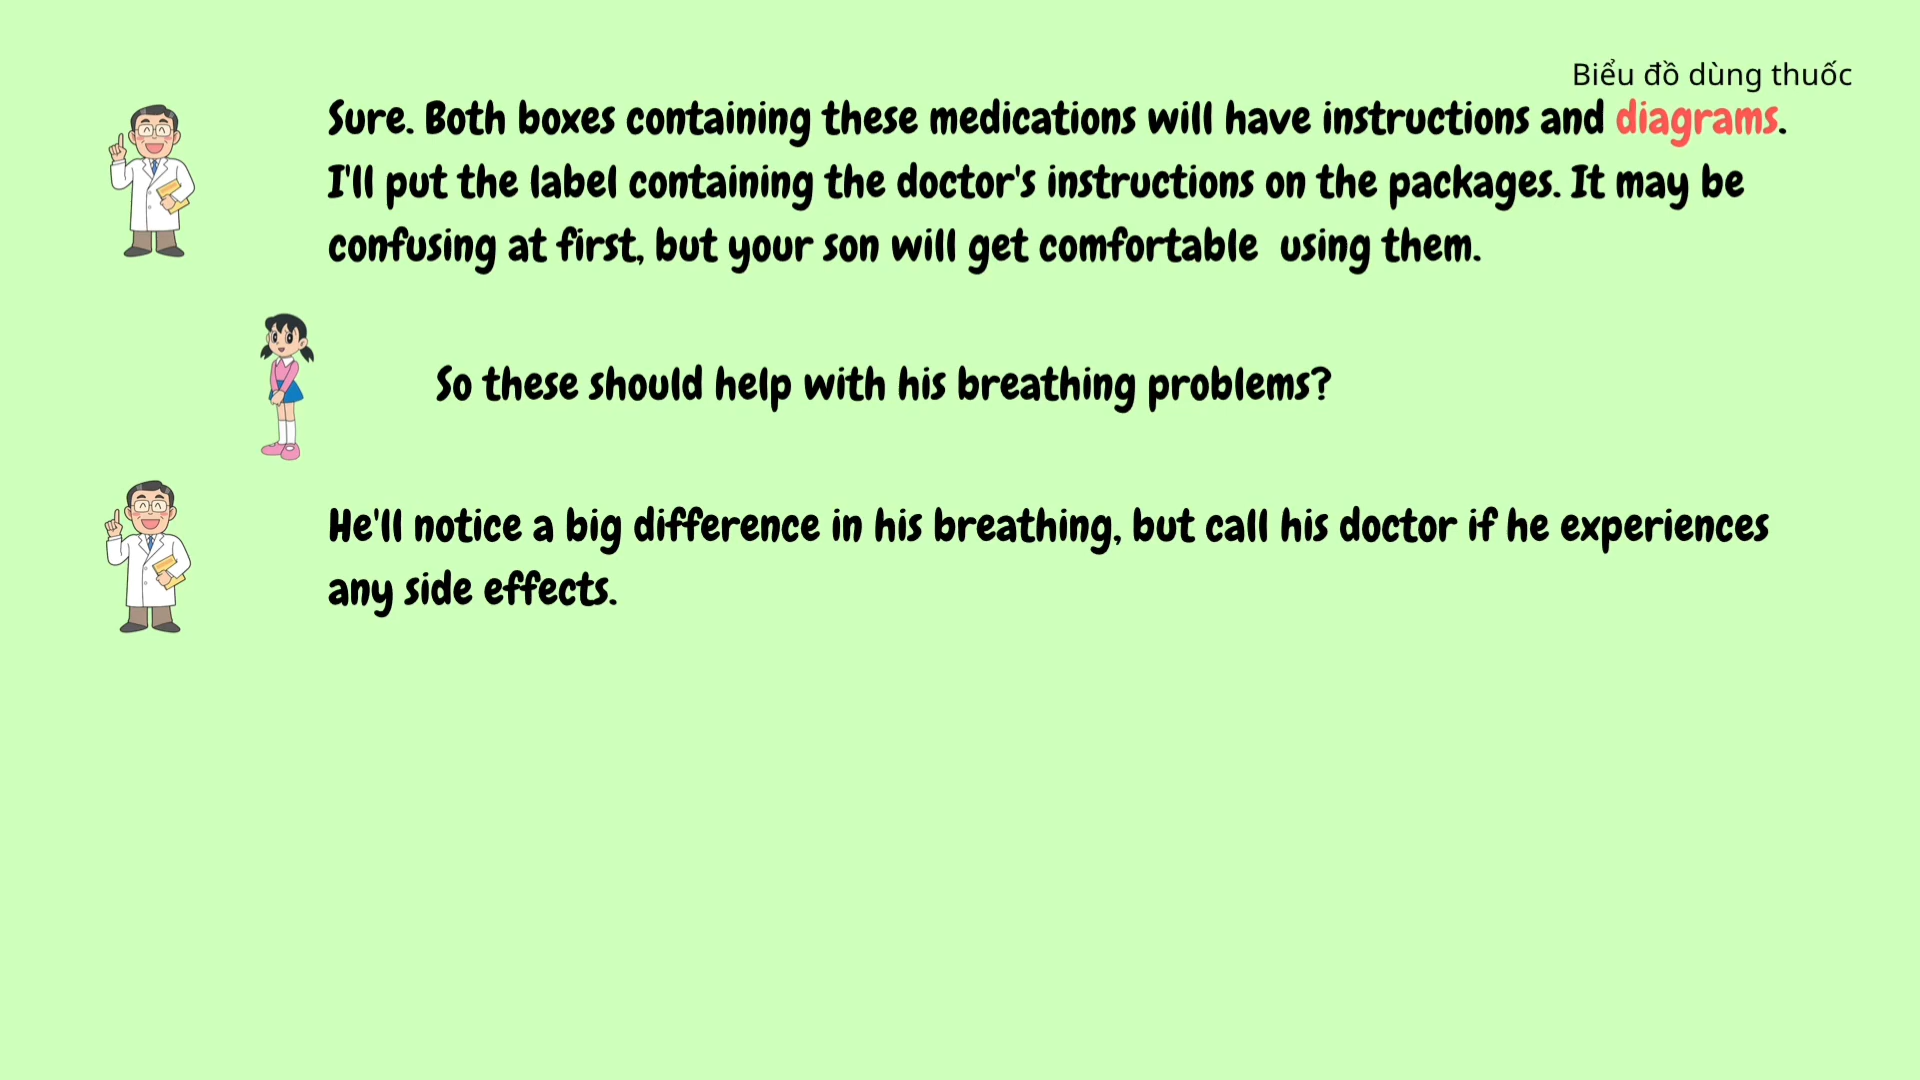 Biểu đồ dùng thuốc
Sure. Both boxes containing these medications will have instructions and diagrams.
I'll put the label containing the doctor's instructions on the packages. It may be
confusing at first, but your son will get comfortable  using them.
So these should help with his breathing problems?
He'll notice a big difference in his breathing, but call his doctor if he experiences
any side effects.